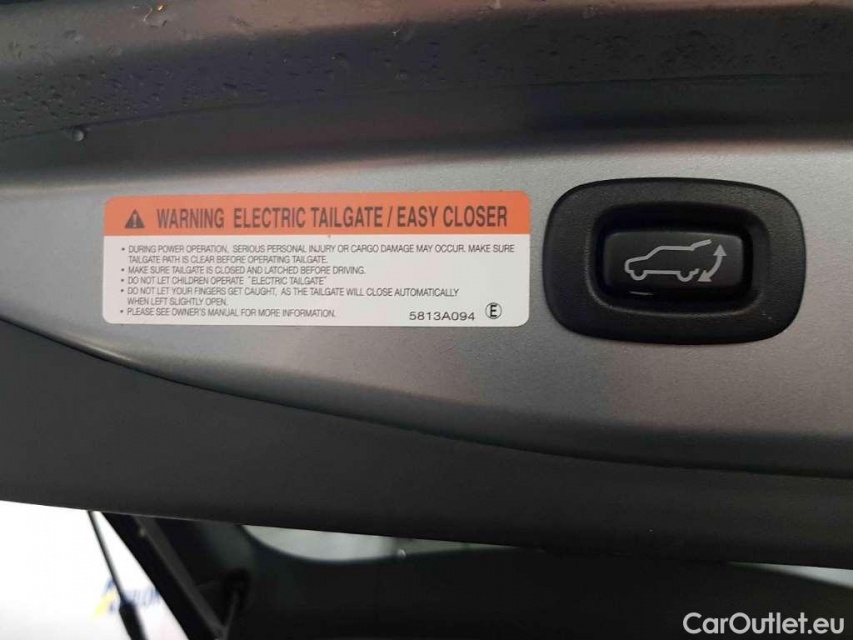 WARNING ELECTRIC TAILGATE / EASY CLOSER
• DURING POWER OPERATION, SERIOUS PERSONAL INJURY OR CARGO DAMAGE MAY OCCUR. MAKE SURE
TAILGATE PATH IS CLEAR BEFORE OPERATING TAILGATE.
• MAKE SURE TAILGATE IS CLOSED AND LATCHED BEFORE DRIVING.
• DO NOT LET CHILDREN OPERATE "ELECTRIC TAILGATE"
• DO NOT LET YOUR FINGERS GET CAUGHT, AS THE TAILGATE WILL CLOSE AUTOMATICALLY
WHEN LEFT SLIGHTLY OPEN.
• PLEASE SEE OWNER'S MANUAL FOR MORE INFORMATION.
5813A094 E
CarOutlet.eu